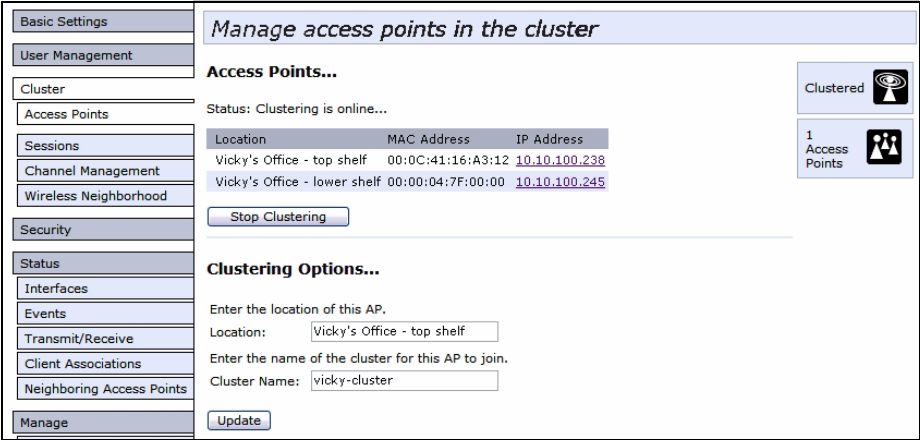 Basic Settings
User Management
Cluster
Access Points
Sessions
Channel Management
Wireless Neighborhood
Security
Status
Interfaces
Events
Transmit/Receive
Client Associations
Neighboring Access Points
Manage
Manage access points in the cluster
Access Points...
Status: Clustering is online...
Location MAC Address IP Address
Vicky's Office - top shelf 00:0C:41:16:A3:12 10.10.100.238
Vicky's Office - lower shelf 00:00:04:7F:00:00 10.10.100.245
Stop Clustering
Clustering Options...
Enter the location of this AP.
Location: Vicky's Office - top shelf
Enter the name of the cluster for this AP to join.
Cluster Name: vicky-cluster
Update
Clustered
1
Access
Points